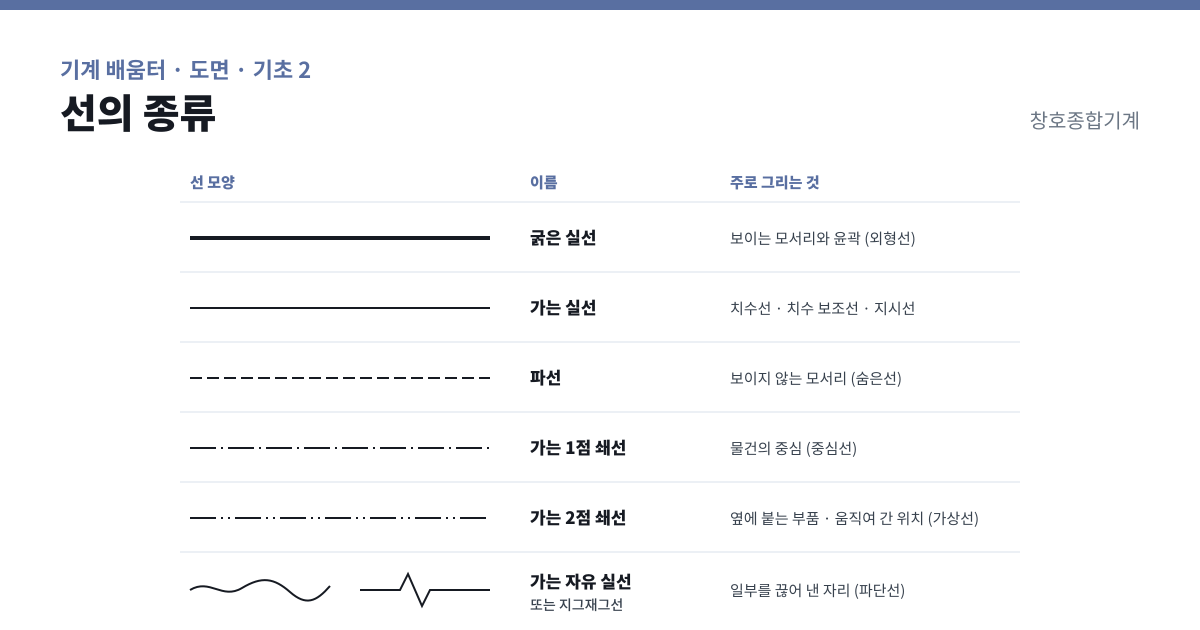 기계 배움터 · 도면 · 기초 2
선의 종류
창호종합기계
선 모양 이름 주로 그리는 것
굵은 실선 보이는 모서리와 윤곽 (외형선)
가는 실선 치수선 · 치수 보조선 · 지시선
파선 보이지 않는 모서리 (숨은선)
가는 1점 쇄선 물건의 중심 (중심선)
가는 2점 쇄선 옆에 붙는 부품 · 움직여 간 위치 (가상선)
가는 자유 실선 일부를 끊어 낸 자리 (파단선)
또는 지그재그선